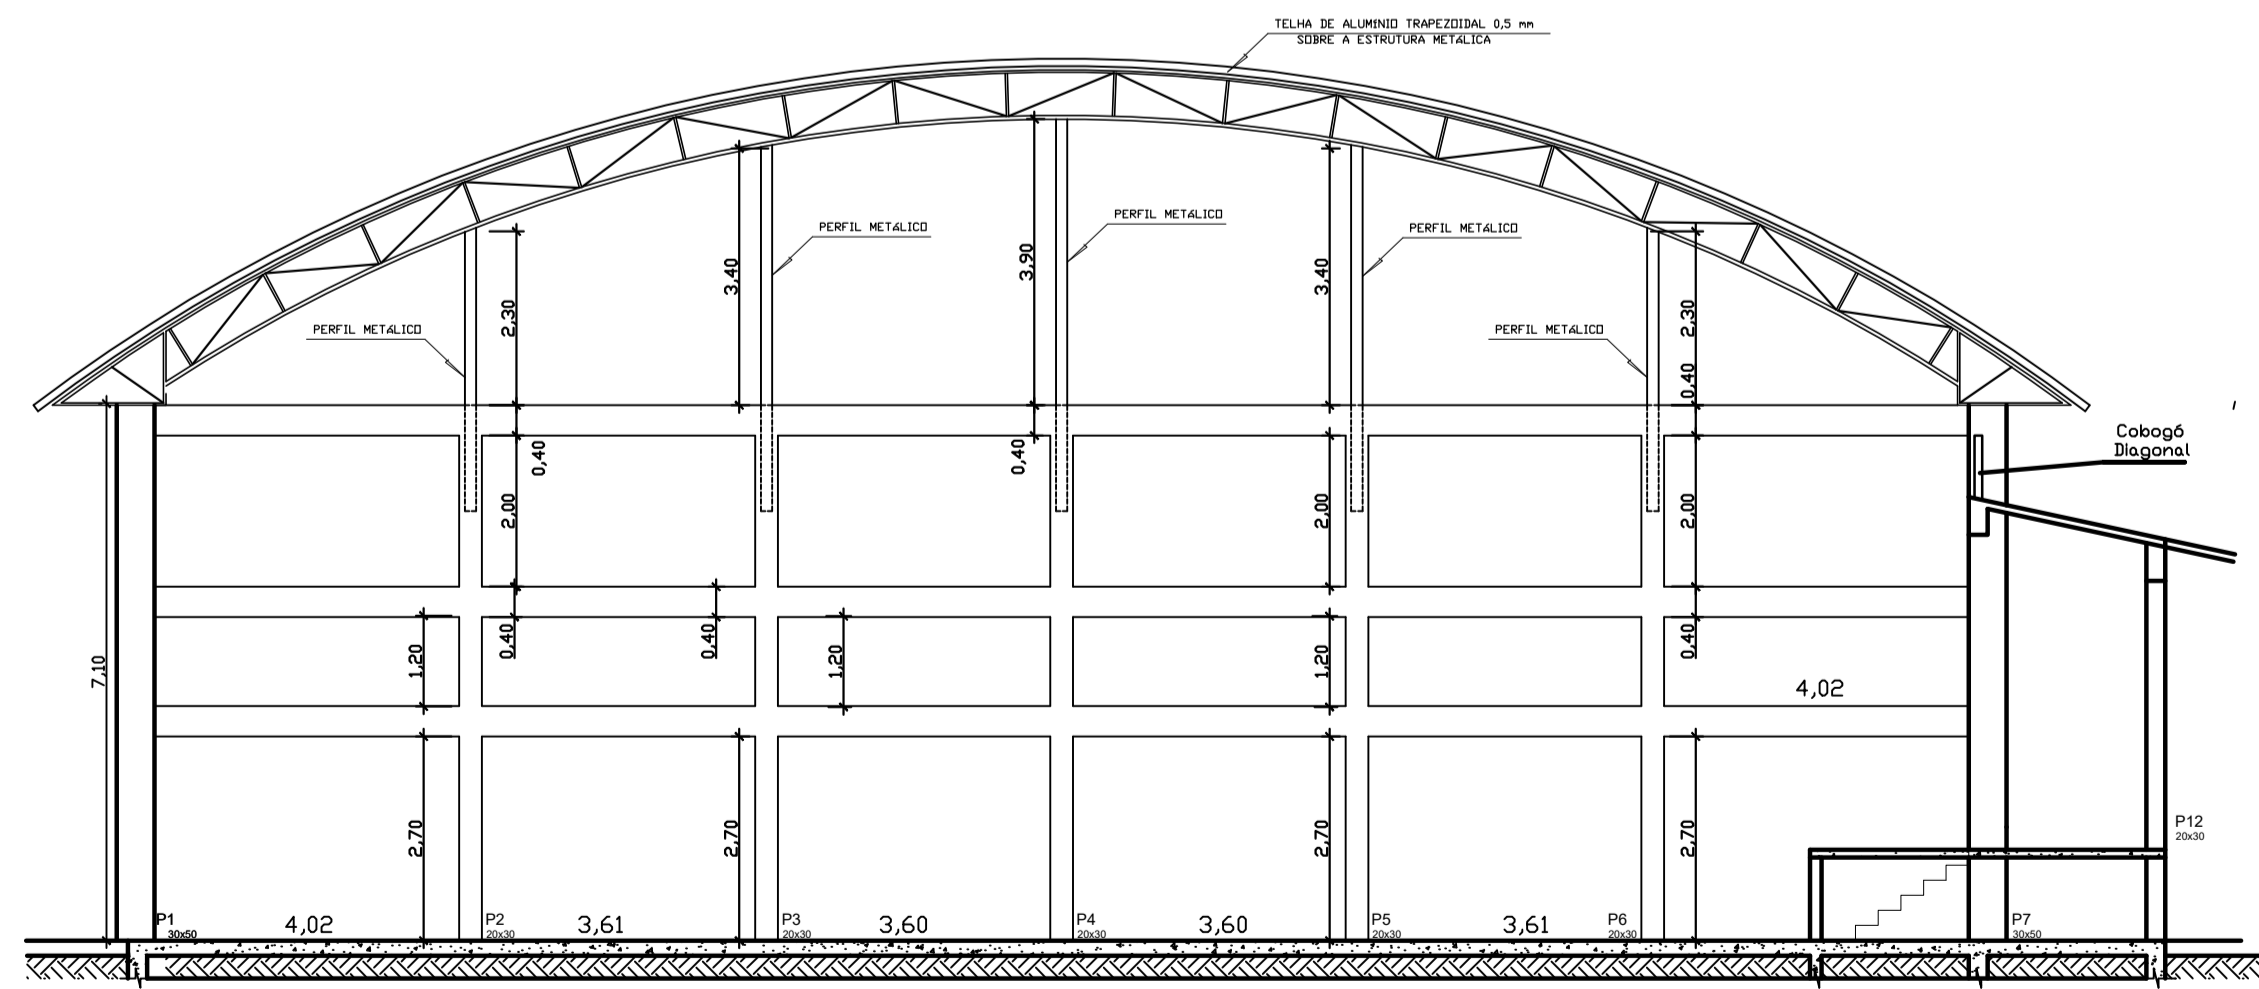 TELHA DE ALUMÍNIO TRAPEZOIDAL 0,5 mm
SOBRE A ESTRUTURA METÁLICA
PERFIL METÁLICO
PERFIL METÁLICO
PERFIL METÁLICO
PERFIL METÁLICO
PERFIL METÁLICO
2,30
3,40
3,90
3,40
2,30
0,40
Cobogó
Diagonal
0,40
0,40
2,00
2,00
2,00
7,10
1,20
0,40
0,40
1,20
1,20
0,40
4,02
2,70
2,70
2,70
2,70
P12
20x30
P1
30x50
4,02
P2
20x30
3,61
P3
20x30
3,60
P4
20x30
3,60
P5
20x30
3,61
P6
20x30
P7
30x50